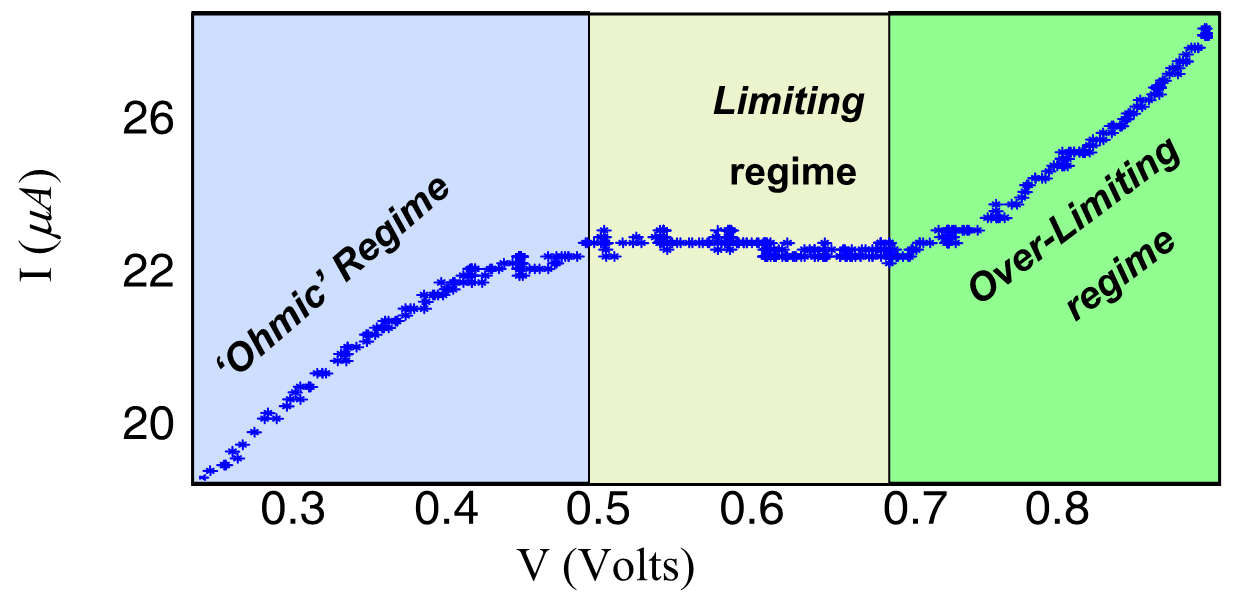 Limiting
regime
‘Ohmic’ Regime
Over-Limiting
regime
I (μA)
26
22
20
0.3 0.4 0.5 0.6 0.7 0.8
V (Volts)